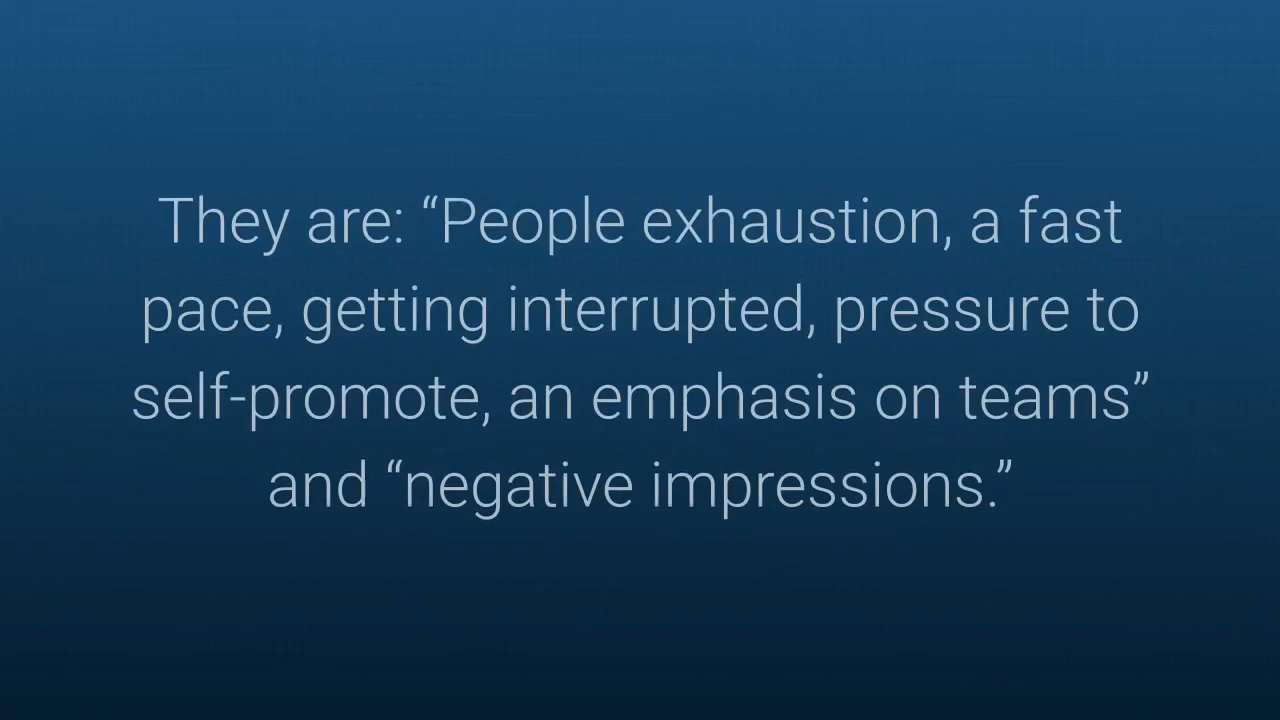 They are: “People exhaustion, a fast
pace, getting interrupted, pressure to
self-promote, an emphasis on teams”
and “negative impressions.”